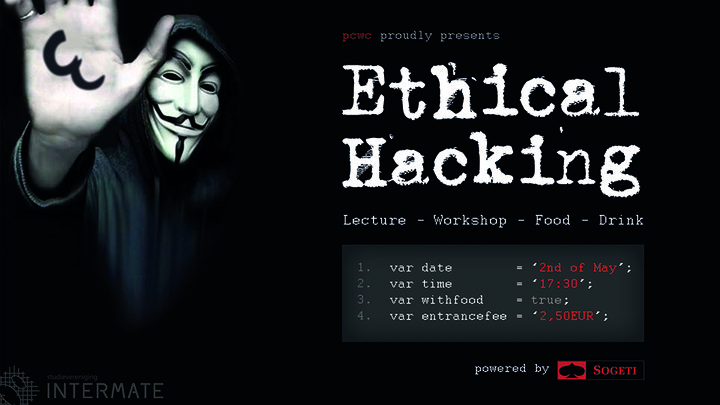 pcwc proudly presents
Ethical
Hacking
Lecture - Workshop - Food - Drink
1. var date = ´2nd of May´;
2. var time = ´17:30´;
3. var withfood = true;
4. var entrancefee = ´2,50EUR´;
powered by SOGETI
studievereniging
INTERMATE